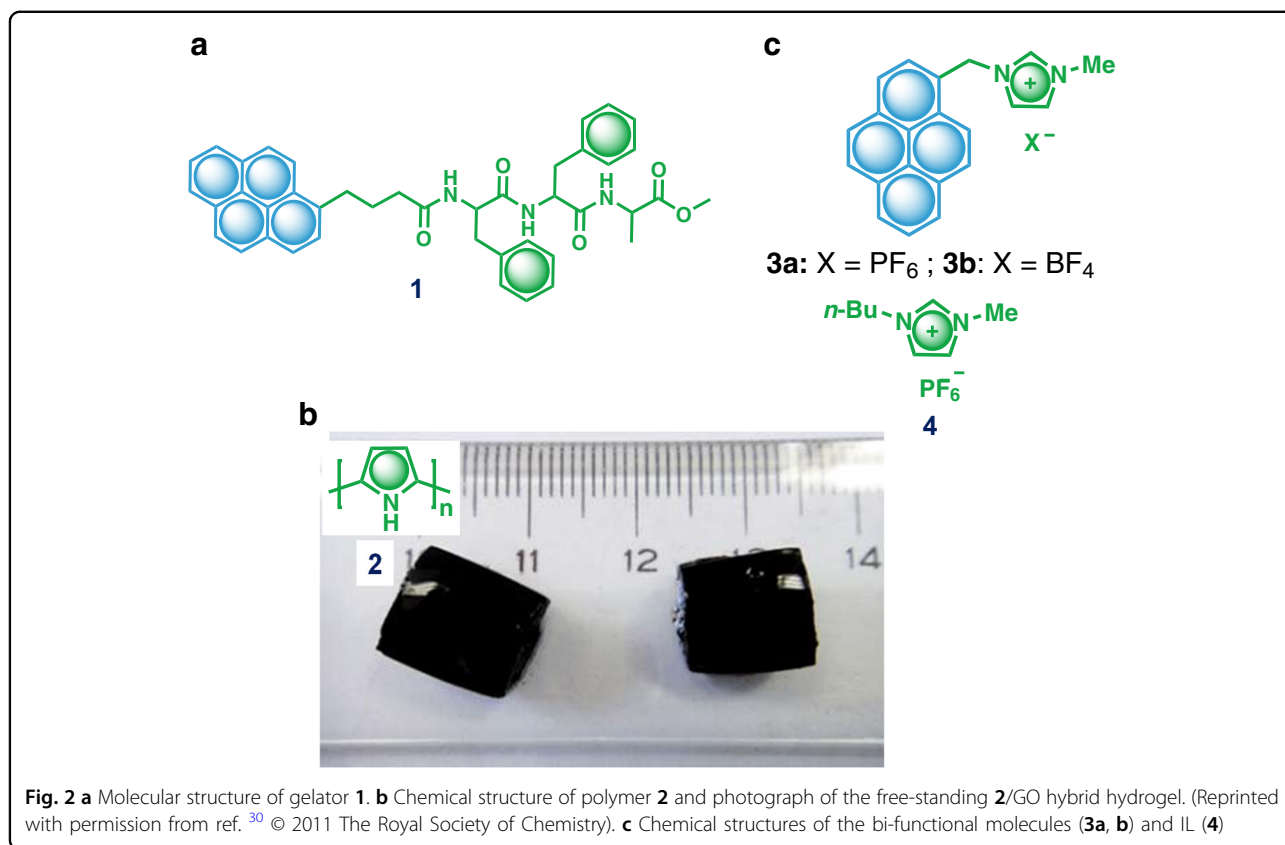 a
N
H
O
N
H
O
H
N
O
H
N
O
O
1
c
N
N
Me
+
X⁻
3a: X = PF₆ ; 3b: X = BF₄
n-Bu
N
N
Me
+
PF₆⁻
4
b
N
H
n
2
11
12
13
14
Fig. 2 a Molecular structure of gelator 1. b Chemical structure of polymer 2 and photograph of the free-standing 2/GO hybrid hydrogel. (Reprinted
with permission from ref. ³⁰ © 2011 The Royal Society of Chemistry). c Chemical structures of the bi-functional molecules (3a, b) and IL (4)